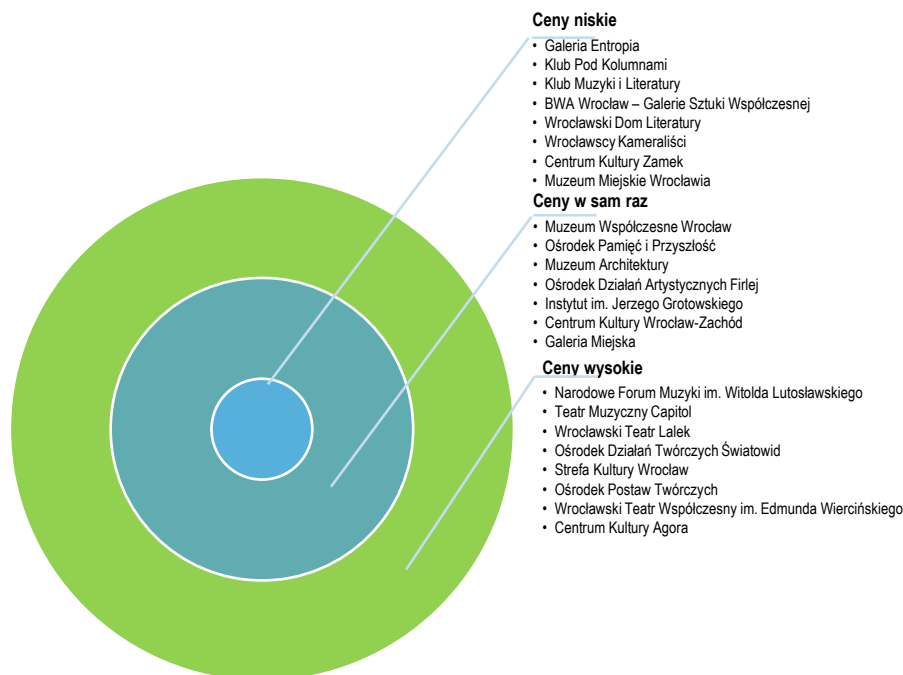 Ceny niskie
• Galeria Entropia
• Klub Pod Kolumnami
• Klub Muzyki i Literatury
• BWA Wrocław – Galerie Sztuki Współczesnej
• Wrocławski Dom Literatury
• Wrocławscy Kameraliści
• Centrum Kultury Zamek
• Muzeum Miejskie Wrocławia
Ceny w sam raz
• Muzeum Współczesne Wrocław
• Ośrodek Pamięć i Przyszłość
• Muzeum Architektury
• Ośrodek Działań Artystycznych Firlej
• Instytut im. Jerzego Grotowskiego
• Centrum Kultury Wrocław-Zachód
• Galeria Miejska
Ceny wysokie
• Narodowe Forum Muzyki im. Witolda Lutosławskiego
• Teatr Muzyczny Capitol
• Wrocławski Teatr Lalek
• Ośrodek Działań Twórczych Światowid
• Strefa Kultury Wrocław
• Ośrodek Postaw Twórczych
• Wrocławski Teatr Współczesny im. Edmunda Wiercińskiego
• Centrum Kultury Agora